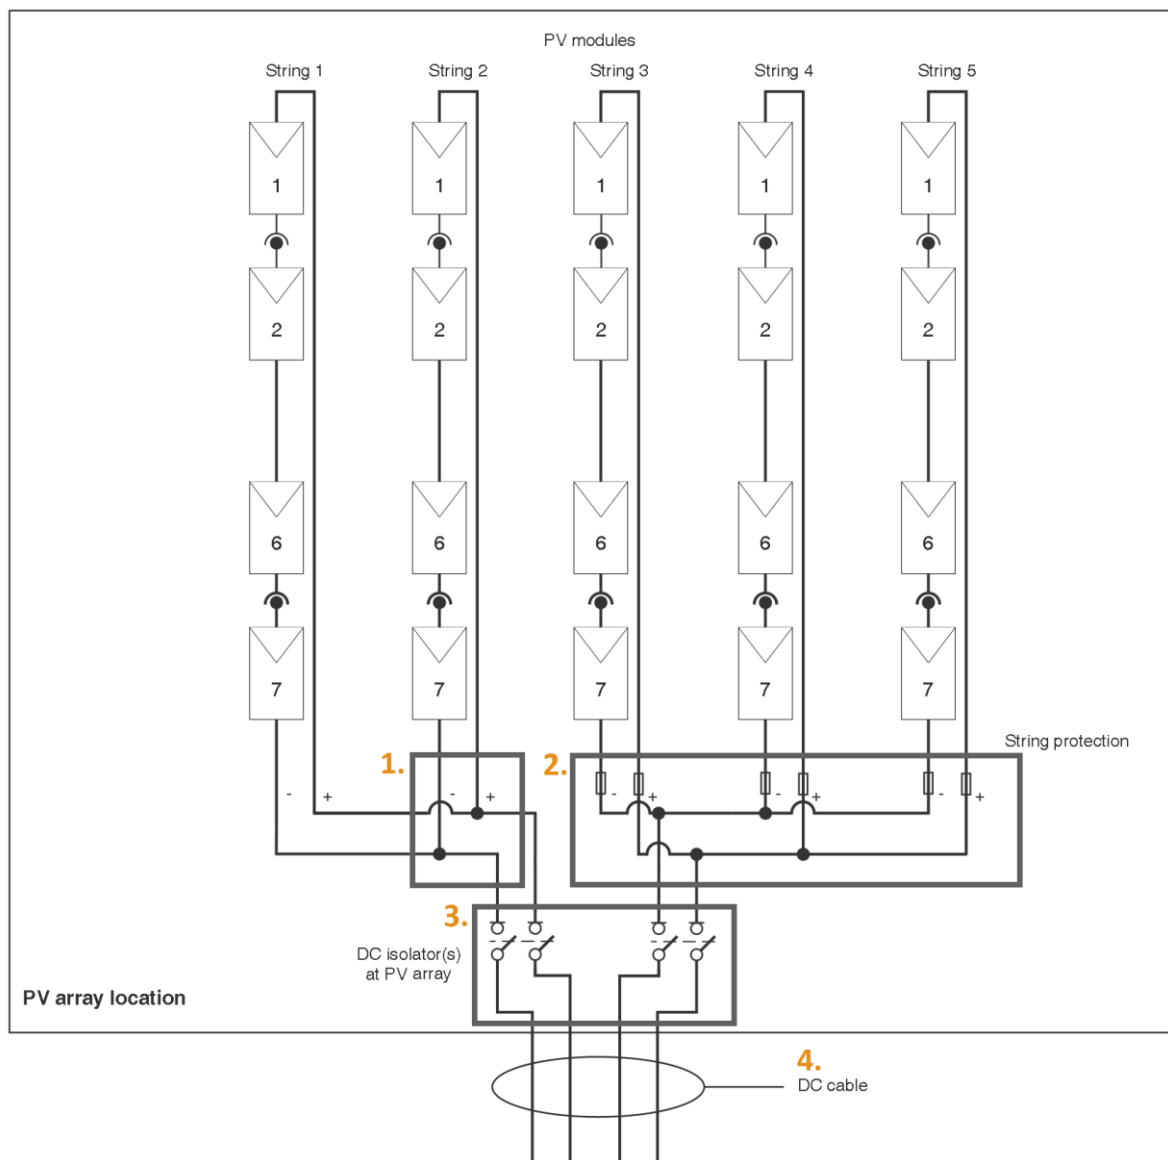 PV modules
String 1 String 2 String 3 String 4 String 5
1 1 1 1 1
2 2 2 2 2
6 6 6 6 6
7 7 7 7 7
String protection
1. 2.
- + - + - + - + - +
3.
DC isolator(s)
at PV array
PV array location
4.
DC cable